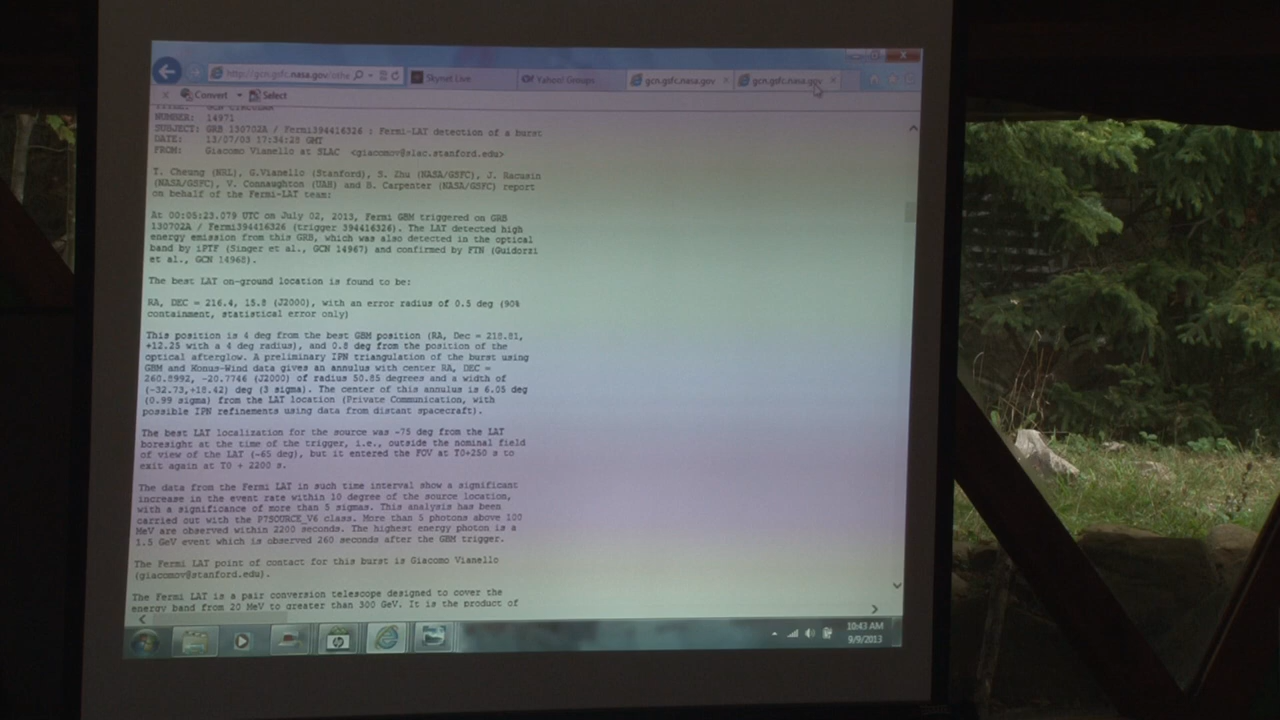 http://gcn.gsfc.nasa.gov/othe
Skynet Live
Yahoo! Groups
gcn.gsfc.nasa.gov
gcn.gsfc.nasa.gov
Convert
Select
TITLE: GCN CIRCULAR
NUMBER: 14971
SUBJECT: GRB 130702A / Fermi394416326 : Fermi-LAT detection of a burst
DATE: 13/07/03 17:34:23 GMT
FROM: Giacomo Vianello at SLAC <giacomov@slac.stanford.edu>
T. Cheung (NRL), G.Vianello (Stanford), S. Zhu (NASA/GSFC), J. Racusin
(NASA/GSFC), V. Connaughton (UAH) and B. Carpenter (NASA/GSFC) report
on behalf of the Fermi-LAT team:
At 00:05:23.079 UTC on July 02, 2013, Fermi GBM triggered on GRB
130702A / Fermi394416326 (trigger 394416326). The LAT detected high
energy emission from this GRB, which was also detected in the optical
band by iPTF (Singer et al., GCN 14967) and confirmed by FTN (Guidorzi
et al., GCN 14968).
The best LAT on-ground location is found to be:
RA, DEC = 216.4, 15.8 (J2000), with an error radius of 0.5 deg (90%
containment, statistical error only)
This position is 4 deg from the best GBM position (RA, Dec = 218.81,
+12.25 with a 4 deg radius), and 0.8 deg from the position of the
optical afterglow. A preliminary IPN triangulation of the burst using
GBM and Konus-Wind data gives an annulus with center RA, DEC =
260.8992, -20.7746 (J2000) of radius 50.85 degrees and a width of
(-32.73,+18.42) deg (3 sigma). The center of this annulus is 6.05 deg
(0.99 sigma) from the LAT location (Private Communication, with
possible IPN refinements using data from distant spacecraft).
The best LAT localization for the source was ~75 deg from the LAT
boresight at the time of the trigger, i.e., outside the nominal field
of view of the LAT (~65 deg), but it entered the FOV at T0+250 s to
exit again at T0 + 2200 s.
The data from the Fermi LAT in such time interval show a significant
increase in the event rate within 10 degree of the source location,
with a significance of more than 5 sigmas. This analysis has been
carried out with the P7SOURCE_V6 class. More than 5 photons above 100
MeV are observed within 2200 seconds. The highest energy photon is a
1.5 GeV event which is observed 260 seconds after the GBM trigger.
The Fermi LAT point of contact for this burst is Giacomo Vianello
(giacomov@stanford.edu).
The Fermi LAT is a pair conversion telescope designed to cover the
energy band from 20 MeV to greater than 300 GeV. It is the product of
hp
10:43 AM
9/9/2013